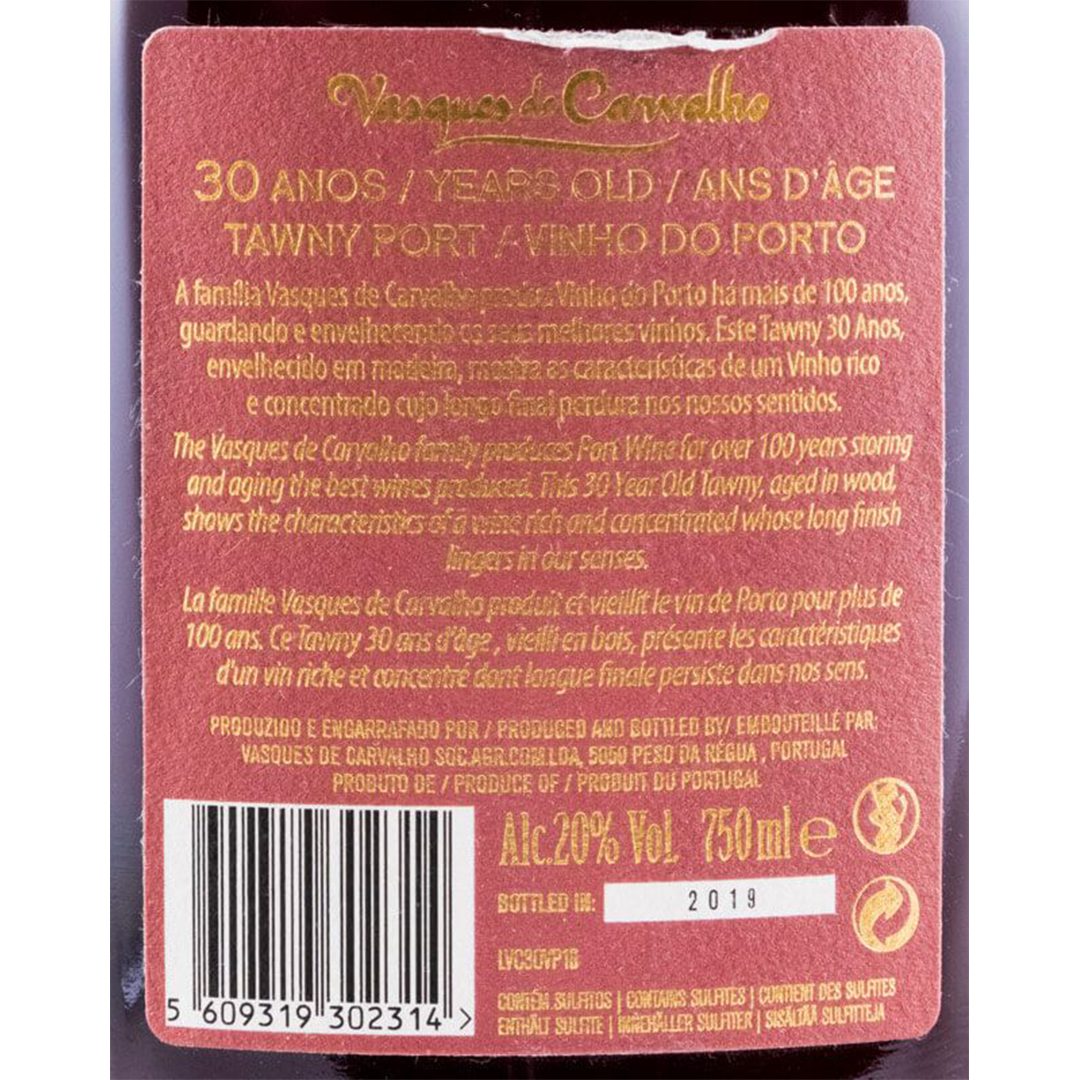 Vasques de Carvalho
30 ANOS / YEARS OLD / ANS D'ÂGE
TAWNY PORT / VINHO DO PORTO
A família Vasques de Carvalho produz Vinho do Porto há mais de 100 anos,
guardando e envelhecendo os seus melhores vinhos. Este Tawny 30 Anos,
envelhecido em madeira, mostra as características de um Vinho rico
e concentrado cujo longo final perdura nos nossos sentidos.
The Vasques de Carvalho family produces Port Wine for over 100 years storing
and aging the best wines produced. This 30 Year Old Tawny, aged in wood,
shows the characteristics of a wine rich and concentrated whose long finish
lingers in our senses.
La famille Vasques de Carvalho produit et vieillit le vin de Porto pour plus de
100 ans. Ce Tawny 30 ans d'âge , vieilli en bois, présente les caractéristiques
d'un vin riche et concentré dont longue finale persiste dans nos sens.
PRODUZIDO E ENGARRAFADO POR / PRODUCED AND BOTTLED BY/ EMBOUTEILLÉ PAR:
VASQUES DE CARVALHO SOC.AGR.COM.LDA, 5050 PESO DA RÉGUA , PORTUGAL
PRODUTO DE / PRODUCE OF / PRODUIT DU PORTUGAL
Alc.20% Vol. 750 ml e
BOTTLED IN: 2019
LVC30VP18
CONTÉM SULFITOS | CONTAINS SULFITES | CONTIENT DES SULFITES
ENTHÄLT SULFITE | INNEHÅLLER SULFITER | SISÄLTÄÄ SULFIITTEJA
5 609319 302314 >